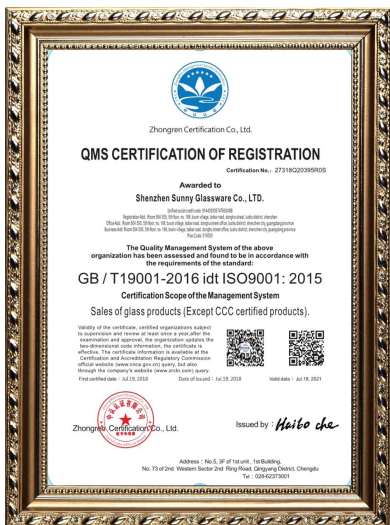 Zhongren Certification Co., Ltd.
QMS CERTIFICATION OF REGISTRATION
Certification No.: 27318Q20395R0S
Awarded to
Shenzhen Sunny Glassware Co., LTD.
The Quality Management System of the above
organization has been assessed and found to be in accordance with
the requirements of the standard:
GB / T19001-2016 idt ISO9001: 2015
Certification Scope of the Management System
Sales of glass products (Except CCC certified products).
Validity of the certificate, certified organizations subject
to supervision and review at least once a year,after the
examination and approval, the organization updates the
two-dimensional code information, the certificate is
effective. The certificate information is available at the
Certification and Accreditation Regulatory Commission
official website (www.cnca.gov.cn) query, but also
through the company's website (www.zrcln.com) query.
First certified date : Jul.19, 2018 Date of Issued : Jul.19, 2018 Valid date : Jul.18, 2021
Zhongren Certification Co., Ltd.
Issued by : Haibo che
Address : No.5, 3F of 1st unit . 1st Building,
No. 73 of 2nd Western Sector 2nd Ring Road, Qingyang District, Chengdu
Tel : 028-62373001